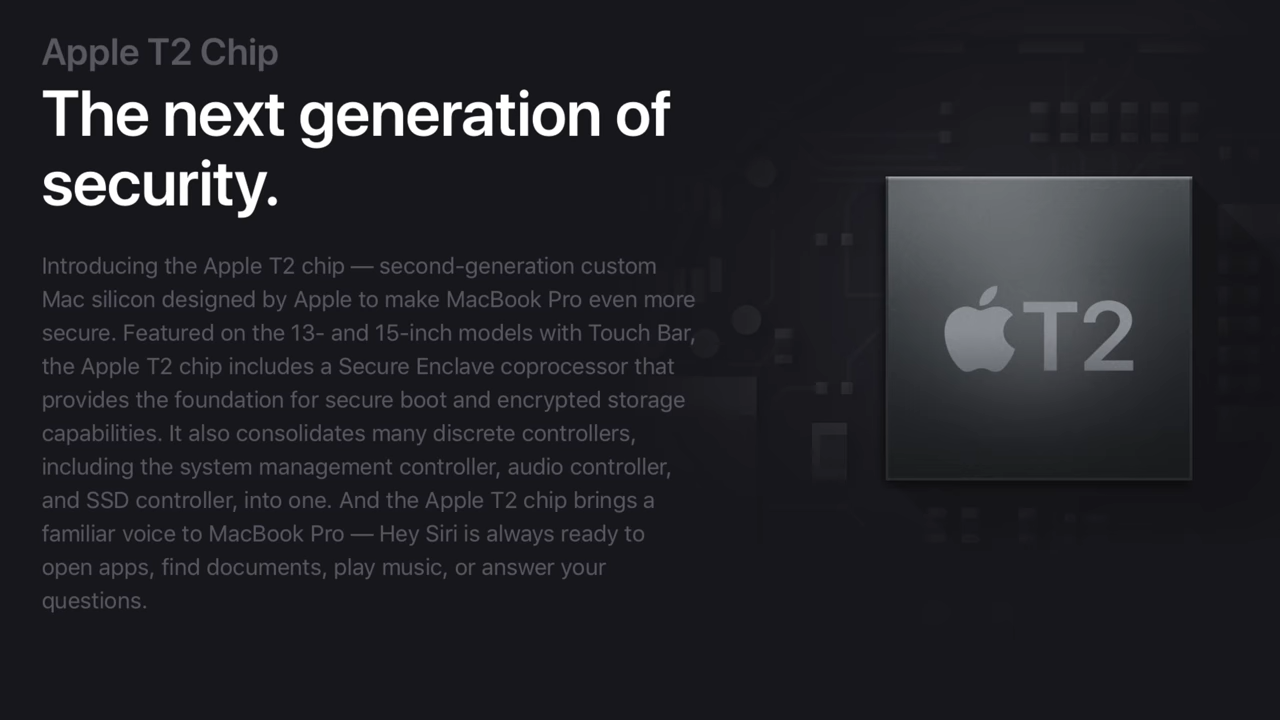 Apple T2 Chip
The next generation of
security.
Introducing the Apple T2 chip — second-generation custom
Mac silicon designed by Apple to make MacBook Pro even more
secure. Featured on the 13- and 15-inch models with Touch Bar,
the Apple T2 chip includes a Secure Enclave coprocessor that
provides the foundation for secure boot and encrypted storage
capabilities. It also consolidates many discrete controllers,
including the system management controller, audio controller,
and SSD controller, into one. And the Apple T2 chip brings a
familiar voice to MacBook Pro — Hey Siri is always ready to
open apps, find documents, play music, or answer your
questions.
T2